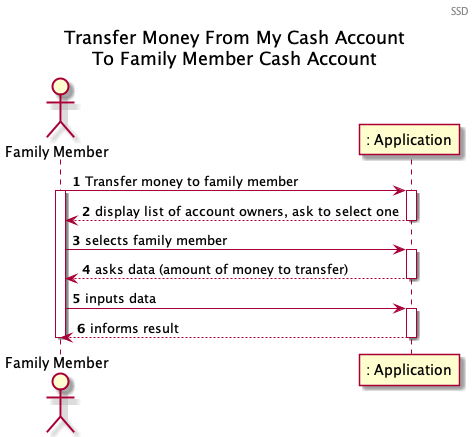 SSD
Transfer Money From My Cash Account
To Family Member Cash Account
Family Member
: Application
1 Transfer money to family member
2 display list of account owners, ask to select one
3 selects family member
4 asks data (amount of money to transfer)
5 inputs data
6 informs result
Family Member
: Application